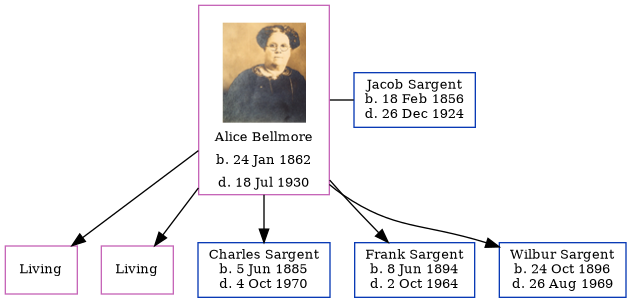 Alice Bellmore
b. 24 Jan 1862
d. 18 Jul 1930
Jacob Sargent
b. 18 Feb 1856
d. 26 Dec 1924
Living
Living
Charles Sargent
b. 5 Jun 1885
d. 4 Oct 1970
Frank Sargent
b. 8 Jun 1894
d. 2 Oct 1964
Wilbur Sargent
b. 24 Oct 1896
d. 26 Aug 1969